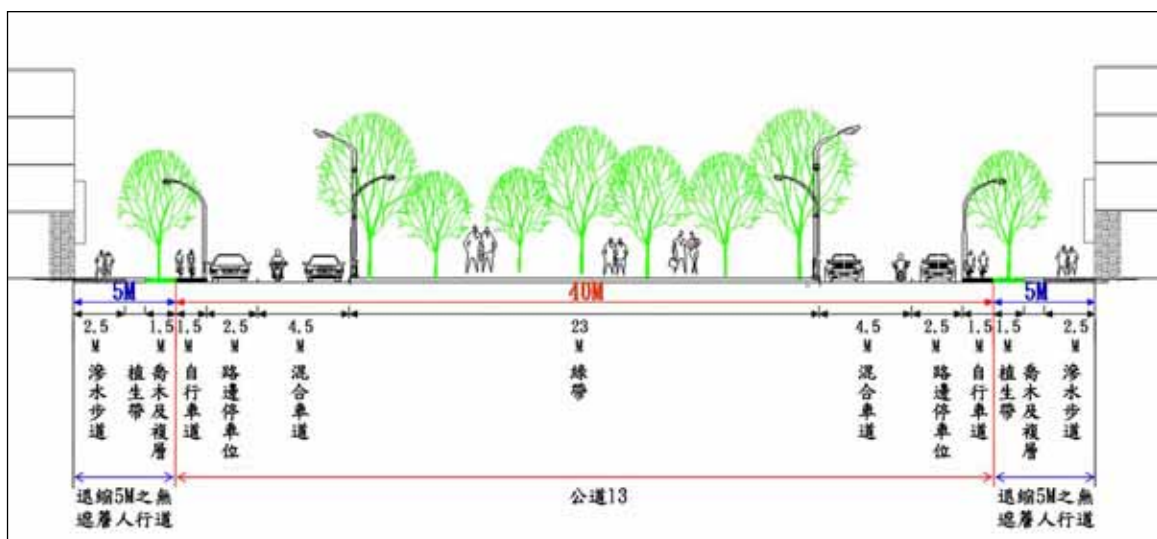 5M
40M
5M
2.5
M
1.5
M
1.5
M
2.5
M
4.5
M
23
M
4.5
M
2.5
M
1.5
M
1.5
M
2.5
M
滲水步道
植生帶
喬木及複層
自行車道
路邊停車位
混合車道
綠帶
混合車道
路邊停車位
自行車道
植生帶
喬木及複層
滲水步道
退縮5M之無
遮簷人行道
公道13
退縮5M之無
遮簷人行道